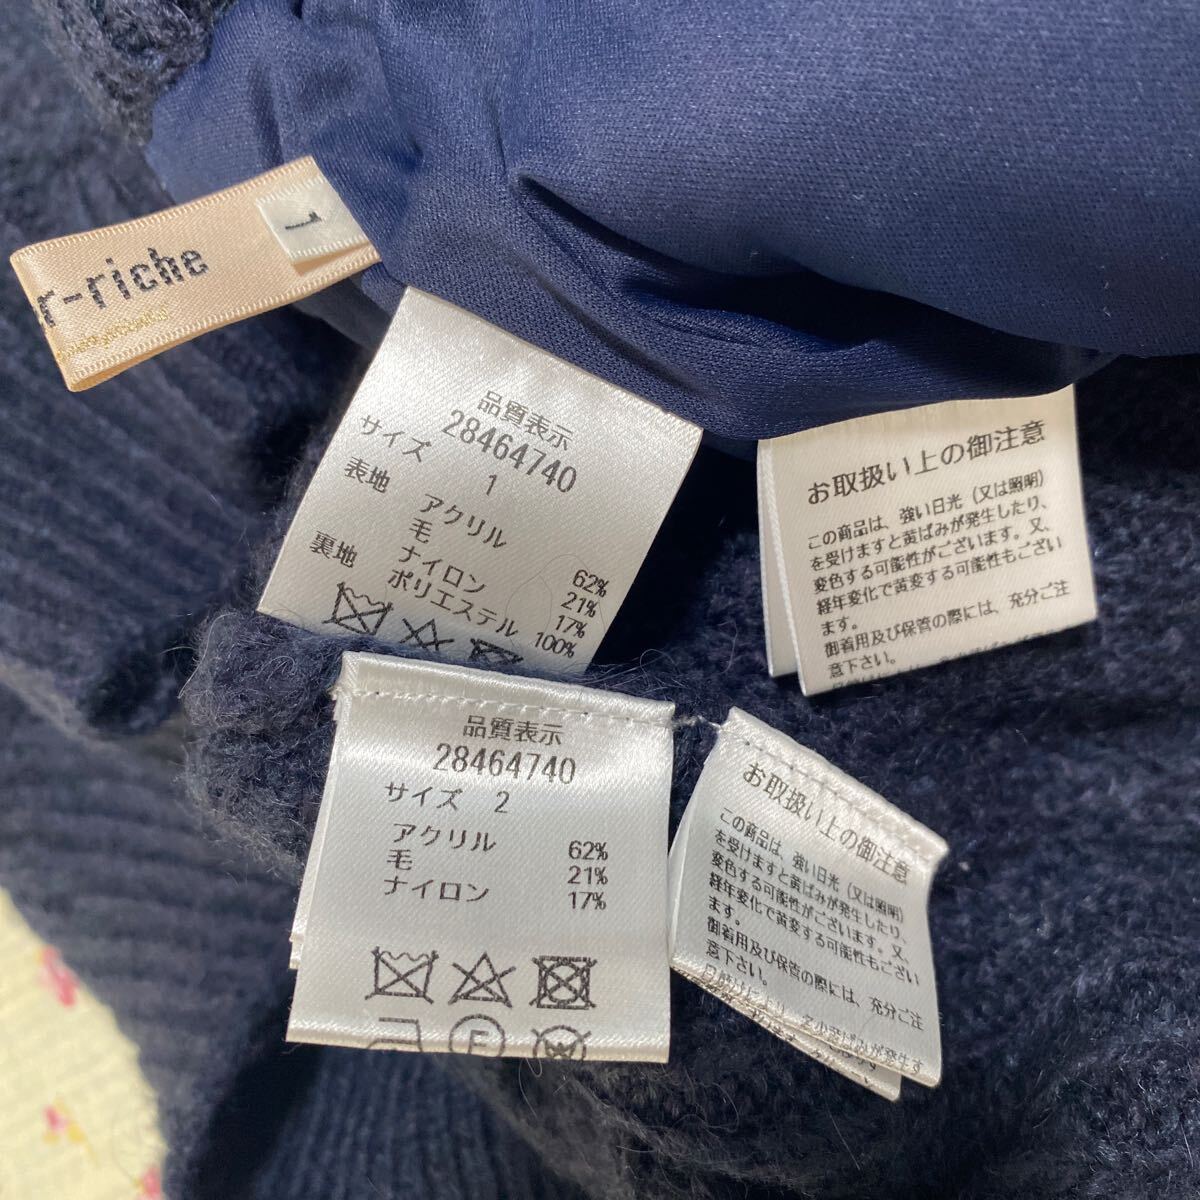 r-riche
1
品質表示
28464740
サイズ 1
表地 アクリル 62%
毛 21%
ナイロン 17%
裏地 ポリエステル 100%
お取扱い上の御注意
この商品は、強い日光（又は照明）
を受けますと黄ばみが発生したり、
変色する可能性がございます。又、
経年変化で黄変する可能性もござい
ます。
御着用及び保管の際には、充分ご注
意下さい。
品質表示
28464740
サイズ 2
アクリル 62%
毛 21%
ナイロン 17%
お取扱い上の御注意
この商品は、強い日光（又は照明）
を受けますと黄ばみが発生したり、
変色する可能性がございます。又、
経年変化で黄変する可能性もござい
ます。
御着用及び保管の際には、充分ご注
意下さい。